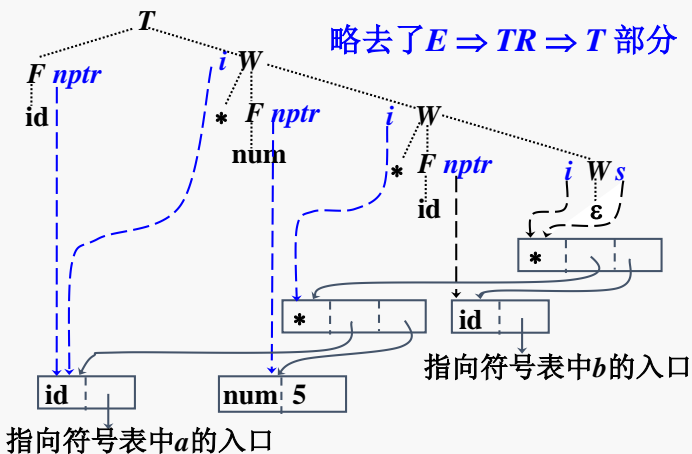 T
略去了E ⇒ TR ⇒ T 部分
F nptr
i W
id
* F nptr
i W
num
* F nptr
i W s
id
ε
*
*
id
指向符号表中b的入口
id
num 5
指向符号表中a的入口